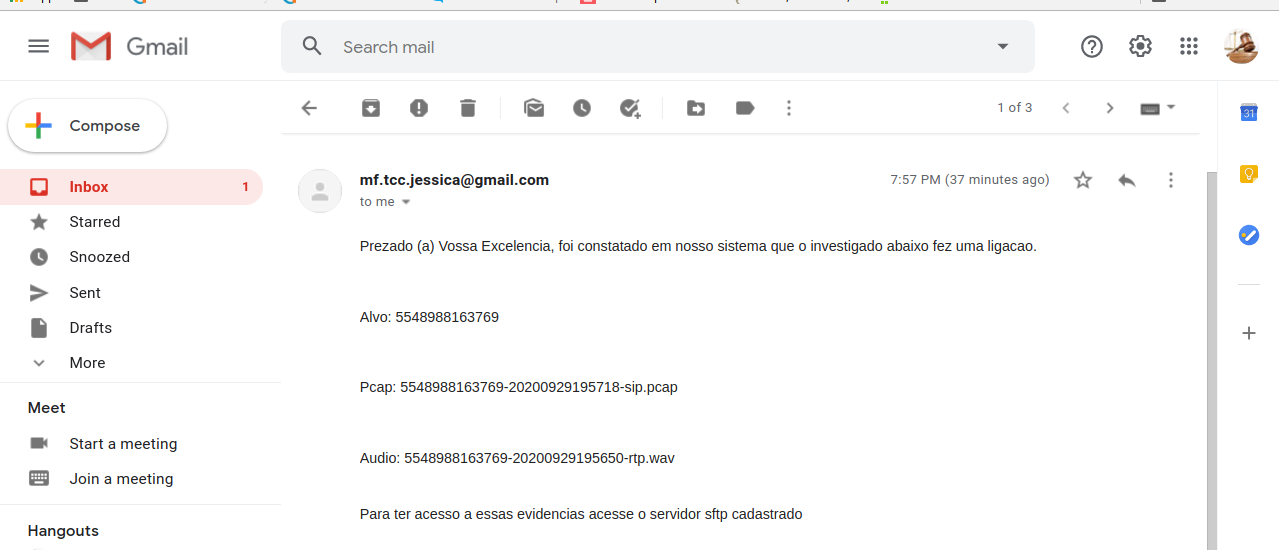 Gmail
Search mail
1 of 3
Compose
31
mf.tcc.jessica@gmail.com
7:57 PM (37 minutes ago)
to me
Inbox 1
Starred
Snoozed
Sent
Drafts
More
Prezado (a) Vossa Excelencia, foi constatado em nosso sistema que o investigado abaixo fez uma ligacao.
Alvo: 5548988163769
Pcap: 5548988163769-20200929195718-sip.pcap
Audio: 5548988163769-20200929195650-rtp.wav
Para ter acesso a essas evidencias acesse o servidor sftp cadastrado
Meet
Start a meeting
Join a meeting
Hangouts